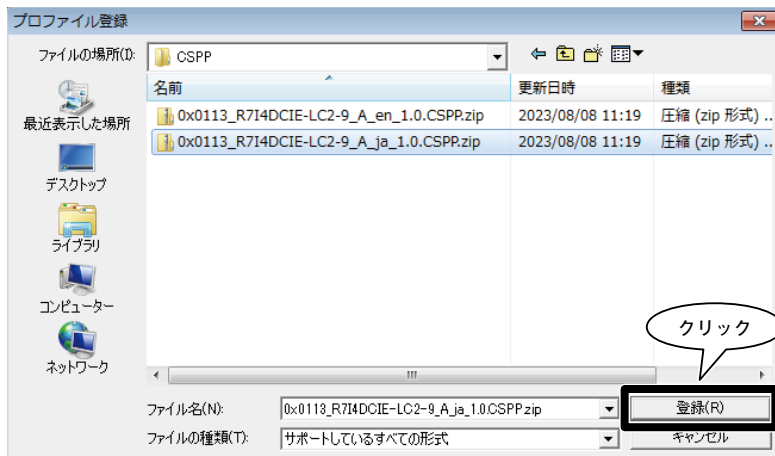 プロファイル登録
ファイルの場所(I):
CSPP
名前
更新日時
種類
0x0113_R7I4DCIE-LC2-9_A_en_1.0.CSPP.zip
2023/08/08 11:19
圧縮 (zip 形式) ...
0x0113_R7I4DCIE-LC2-9_A_ja_1.0.CSPP.zip
2023/08/08 11:19
圧縮 (zip 形式) ...
最近表示した場所
デスクトップ
ライブラリ
コンピューター
ネットワーク
クリック
ファイル名(N):
0x0113_R7I4DCIE-LC2-9_A_ja_1.0.CSPP.zip
登録(R)
ファイルの種類(T):
サポートしているすべての形式
キャンセル